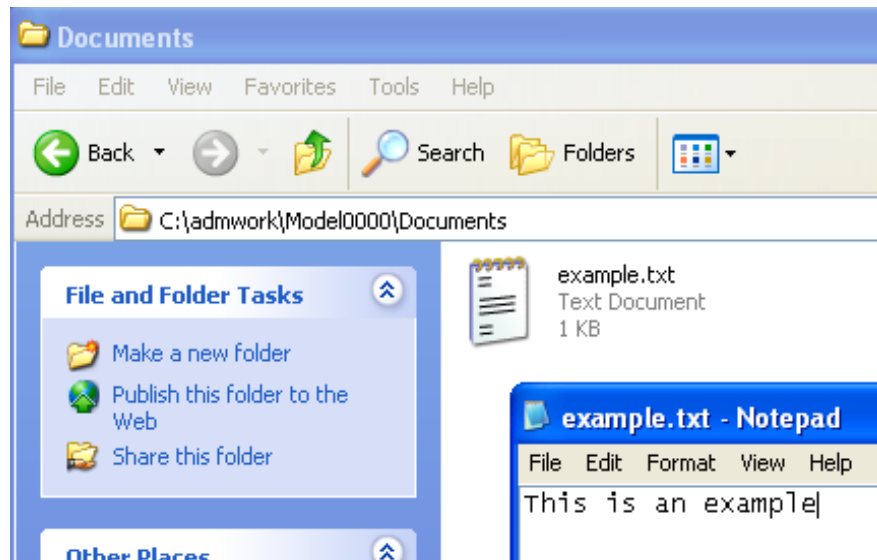 Documents
File Edit View Favorites Tools Help
Back Search Folders
Address C:\admwork\Model0000\Documents
File and Folder Tasks
Make a new folder
Publish this folder to the
Web
Share this folder
Other Places
example.txt
Text Document
1 KB
example.txt - Notepad
File Edit Format View Help
This is an example